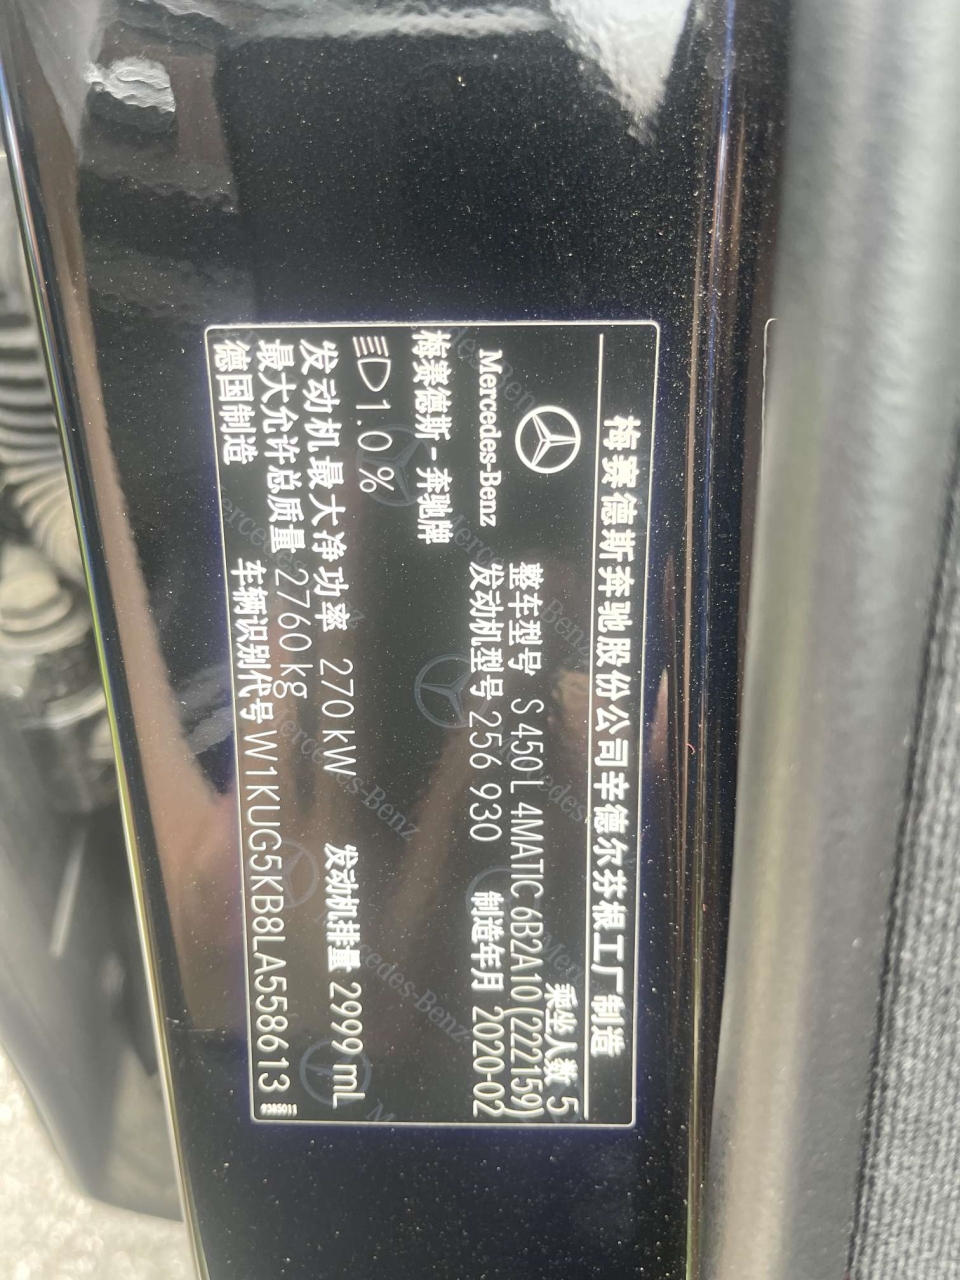 梅赛德斯奔驰股份公司辛德尔芬根工厂制造
乘坐人数 5
Mercedes-Benz
整车型号 S 450 L 4MATIC 6B2A10(222159)
发动机型号 256 930
制造年月 2020-02
梅赛德斯-奔驰牌
1.0%
发动机最大净功率 270 kW
发动机排量 2999 mL
最大允许总质量 2760 kg
德国制造
车辆识别代号 W1KUG5KB8LA558613